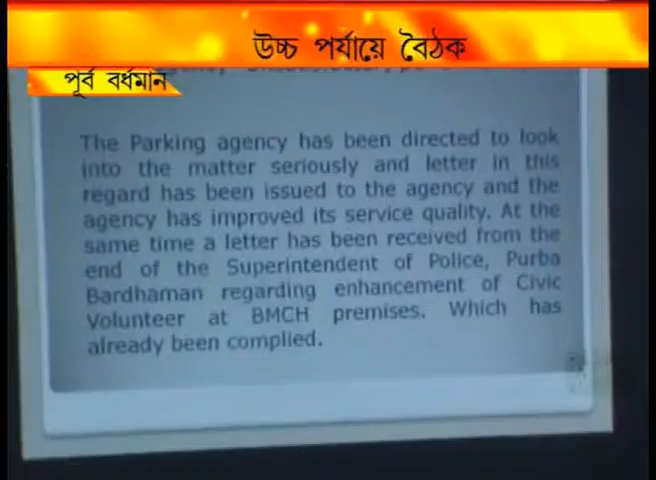 উচ্চ পর্যায়ে বৈঠক
পূর্ব বর্ধমান
The Parking agency has been directed to look
into the matter seriously and letter in this
regard has been issued to the agency and the
agency has improved its service quality. At the
same time a letter has been received from the
end of the Superintendent of Police, Purba
Bardhaman regarding enhancement of Civic
Volunteer at BMCH premises. Which has
already been complied.